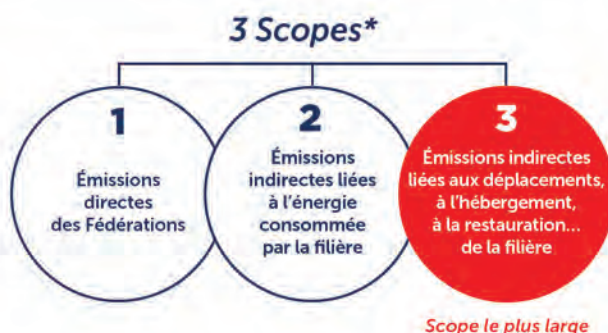 3 Scopes*
1
Émissions
directes
des Fédérations
2
Émissions
indirectes liées
à l'énergie
consommée
par la filière
3
Émissions indirectes
liées aux déplacements,
à l'hébergement,
à la restauration...
de la filière
Scope le plus large